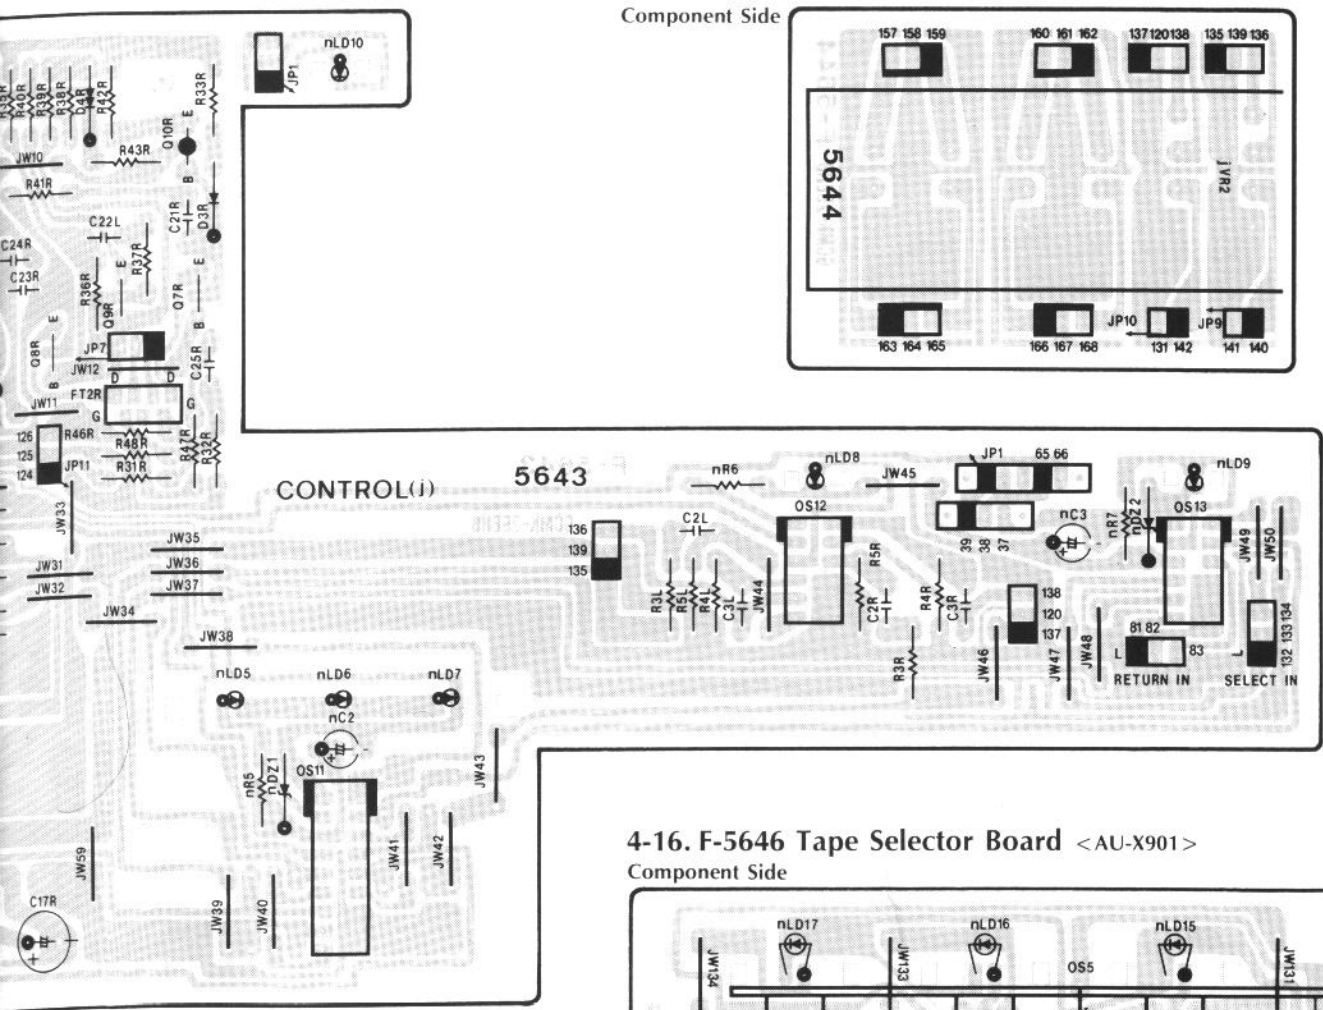 Component Side
nLD10
JP1
157 158 159
160 161 162
137 120 138
135 139 136
R35R
R40R
R39R
R38R
D4R
R42R
Q10R
E
R33R
R43R
JW10
B
R41R
5644
jVR2
C22L
C21R
D3R
C24R
C23R
R37R
E
E
R36R
Q9R
Q7R
E
Q8R
B
B
JP7
C25R
JP10
JP9
163 164 165
166 167 168
131 142
141 140
JW12
D D
FT2R
G G
JW11
126
125
124
R46R
R48R
R31R
R47R
R32R
JP11
JW33
CONTROL(j)
5643
nR6
nLD8
JW45
JP1
65 66
nLD9
OS12
39
38
37
nC3
+ -
nR7
nDZ2
OS13
JW49
JW50
136
139
135
C2L
JW35
JW36
JW37
JW31
JW32
JW34
JW38
R3L
R5L
R4L
C3L
JW44
R5R
C2R
R4R
C3R
138
120
137
81 82
L
83
RETURN IN
134
133
132
L
SELECT IN
R3R
JW46
JW47
JW48
nLD5
nLD6
nLD7
nC2
+ -
nR5
nDZ1
OS11
JW43
JW41
JW42
JW59
JW39
JW40
C17R
+
4-16. F-5646 Tape Selector Board <AU-X901>
Component Side
nLD17
nLD16
nLD15
JW134
JW133
OS5
JW131